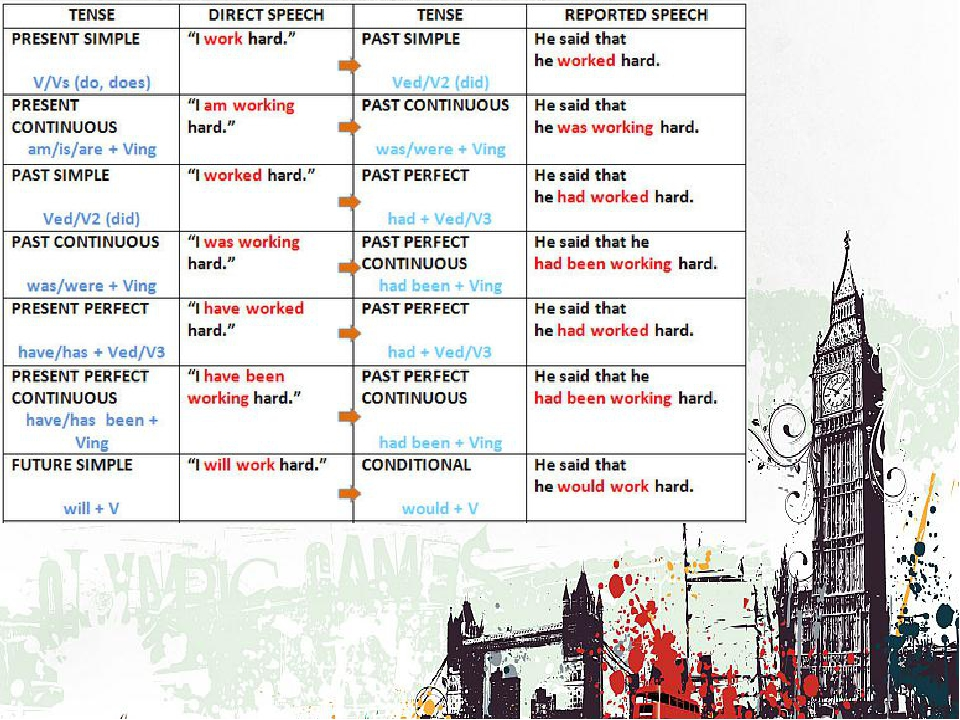 TENSE DIRECT SPEECH TENSE REPORTED SPEECH
PRESENT SIMPLE
V/Vs (do, does)
“I work hard.”
PAST SIMPLE
Ved/V2 (did)
He said that
he worked hard.
PRESENT
CONTINUOUS
am/is/are + Ving
“I am working
hard.”
PAST CONTINUOUS
was/were + Ving
He said that
he was working hard.
PAST SIMPLE
Ved/V2 (did)
“I worked hard.”
PAST PERFECT
had + Ved/V3
He said that
he had worked hard.
PAST CONTINUOUS
was/were + Ving
“I was working
hard.”
PAST PERFECT
CONTINUOUS
had been + Ving
He said that he
had been working hard.
PRESENT PERFECT
have/has + Ved/V3
“I have worked
hard.”
PAST PERFECT
had + Ved/V3
He said that
he had worked hard.
PRESENT PERFECT
CONTINUOUS
have/has been +
Ving
“I have been
working hard.”
PAST PERFECT
CONTINUOUS
had been + Ving
He said that he
had been working hard.
FUTURE SIMPLE
will + V
“I will work hard.”
CONDITIONAL
would + V
He said that
he would work hard.
OLYMPIC GAMES